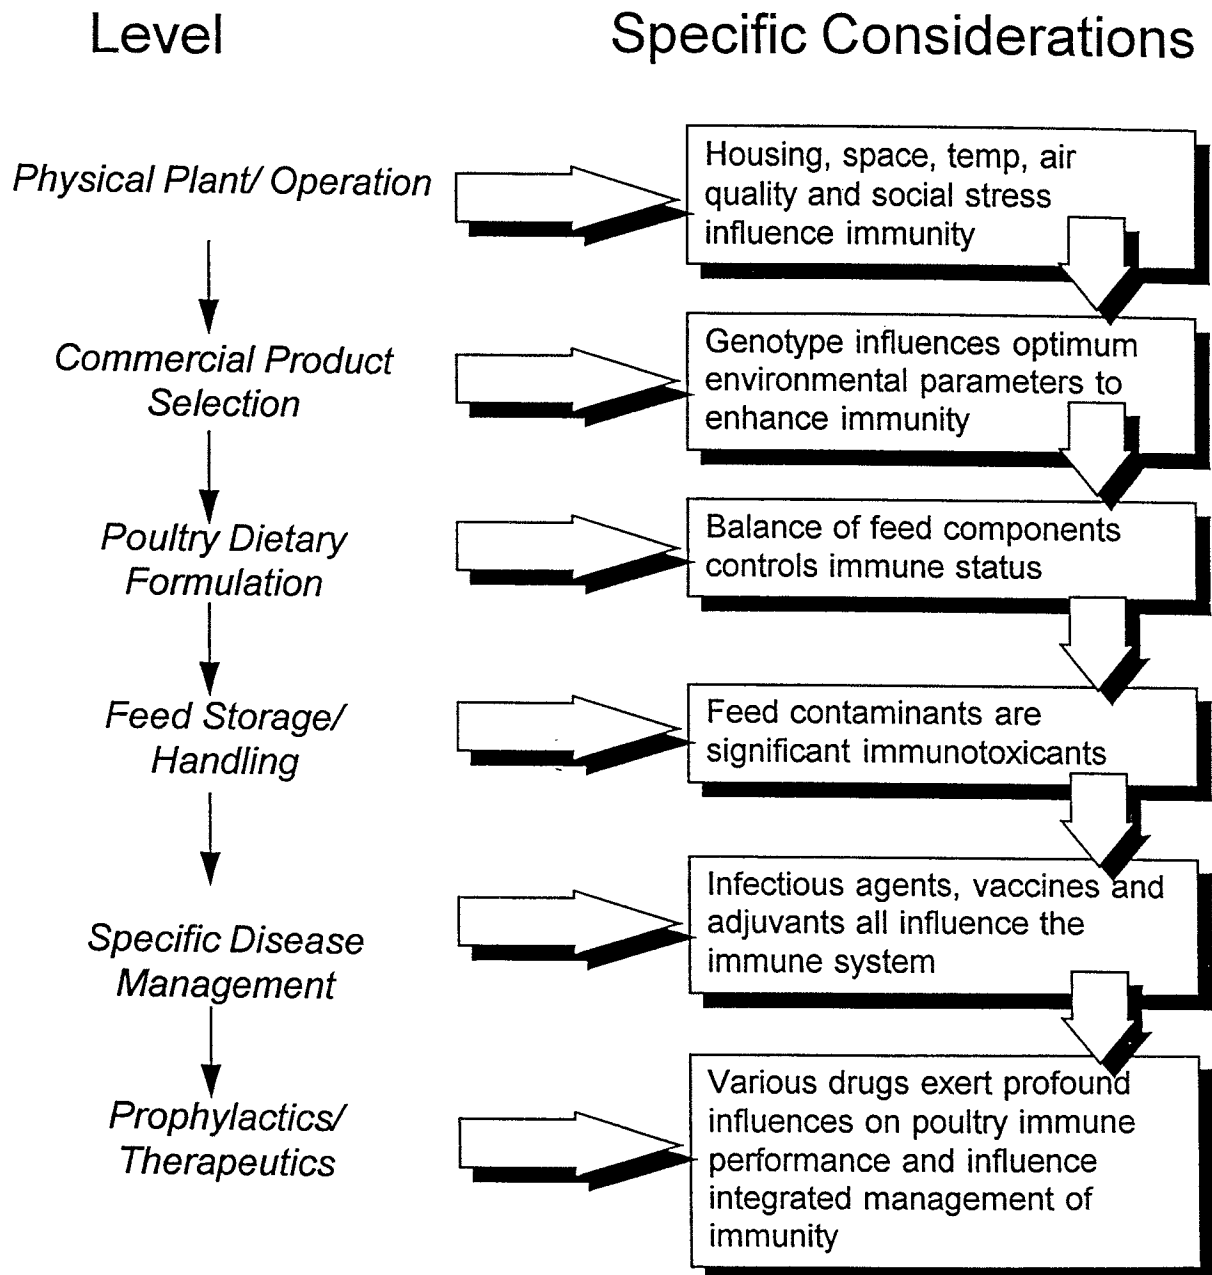 Level
Specific Considerations
Physical Plant/ Operation
Housing, space, temp, air
quality and social stress
influence immunity
Commercial Product
Selection
Genotype influences optimum
environmental parameters to
enhance immunity
Poultry Dietary
Formulation
Balance of feed components
controls immune status
Feed Storage/
Handling
Feed contaminants are
significant immunotoxicants
Specific Disease
Management
Infectious agents, vaccines and
adjuvants all influence the
immune system
Prophylactics/
Therapeutics
Various drugs exert profound
influences on poultry immune
performance and influence
integrated management of
immunity